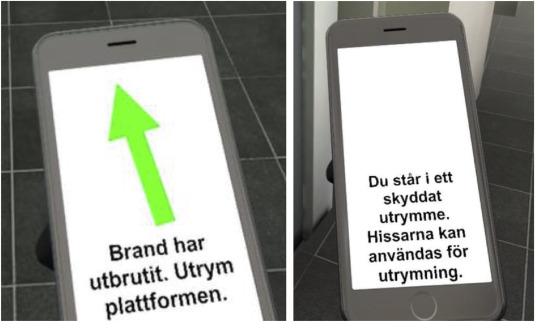 Brand har
utbrutit. Utrym
plattformen.
Du står i ett
skyddat
utrymme.
Hissarna kan
användas för
utrymning.